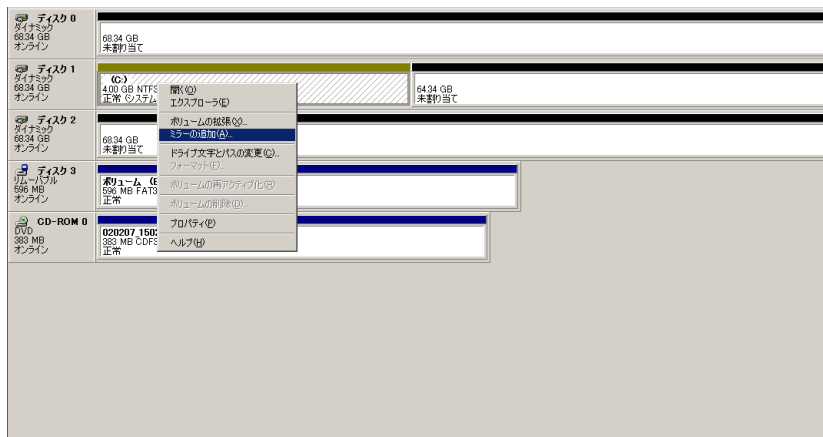 ディスク 0
ダイナミック
68.34 GB
オンライン
68.34 GB
未割り当て
ディスク 1
ダイナミック
68.34 GB
オンライン
(C:)
4.00 GB NTFS
正常 (システム
64.34 GB
未割り当て
開く(O)
エクスプローラ(E)
ボリュームの拡張(X)...
ミラーの追加(A)...
ドライブ文字とパスの変更(C)...
フォーマット(F)...
ボリュームの再アクティブ化(R)
ボリュームの削除(D)...
プロパティ(P)
ヘルプ(H)
ディスク 2
ダイナミック
68.34 GB
オンライン
68.34 GB
未割り当て
ディスク 3
リムーバブル
596 MB
オンライン
ボリューム (E
596 MB FAT3
正常
CD-ROM 0
DVD
383 MB
オンライン
020207_150
383 MB CDFS
正常